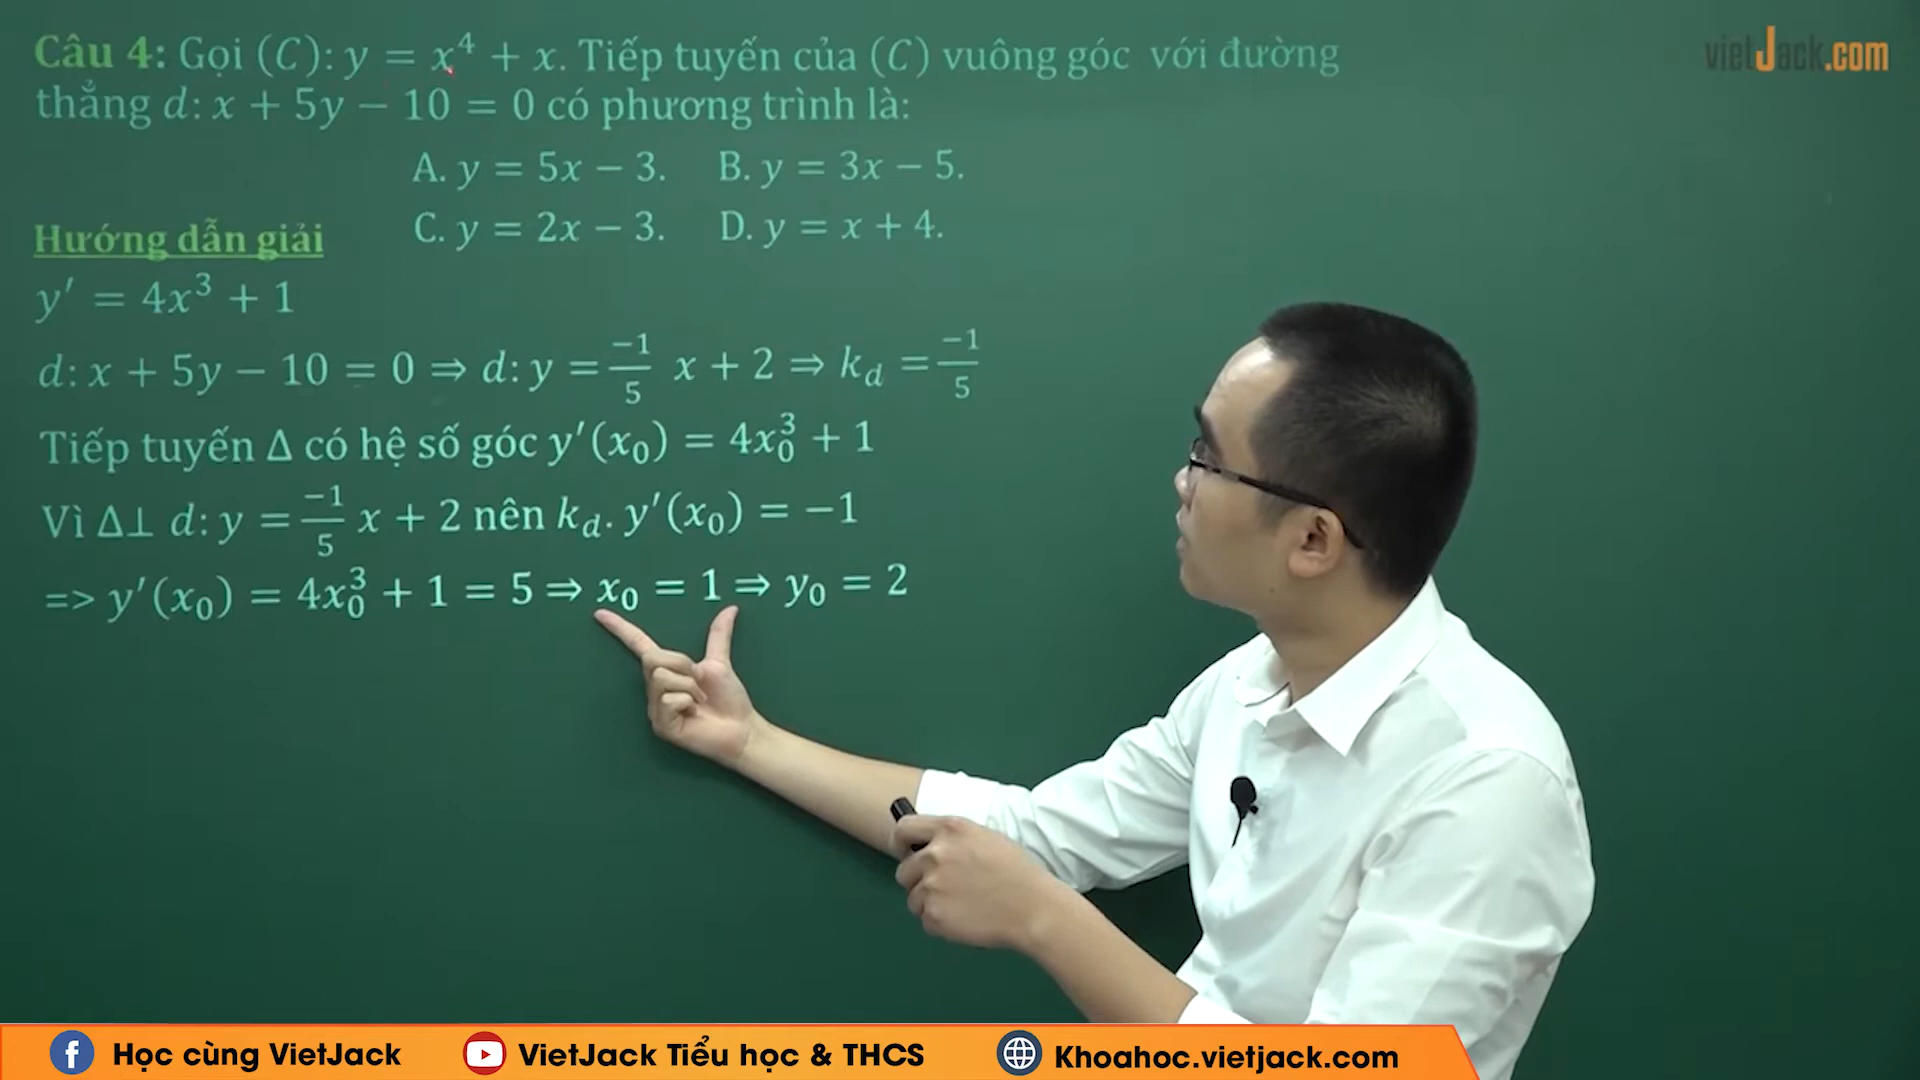 vietJack.com
Câu 4: Gọi (C): y = x⁴ + x. Tiếp tuyến của (C) vuông góc với đường
thẳng d: x + 5y − 10 = 0 có phương trình là:
A. y = 5x − 3. B. y = 3x − 5.
C. y = 2x − 3. D. y = x + 4.
Hướng dẫn giải
y′ = 4x³ + 1
d: x + 5y − 10 = 0 ⇒ d: y = −1/5 x + 2 ⇒ k_d = −1/5
Tiếp tuyến Δ có hệ số góc y′(x₀) = 4x₀³ + 1
Vì Δ⊥ d: y = −1/5 x + 2 nên k_d. y′(x₀) = −1
=> y′(x₀) = 4x₀³ + 1 = 5 ⇒ x₀ = 1 ⇒ y₀ = 2
Học cùng VietJack
VietJack Tiểu học & THCS
Khoahoc.vietjack.com